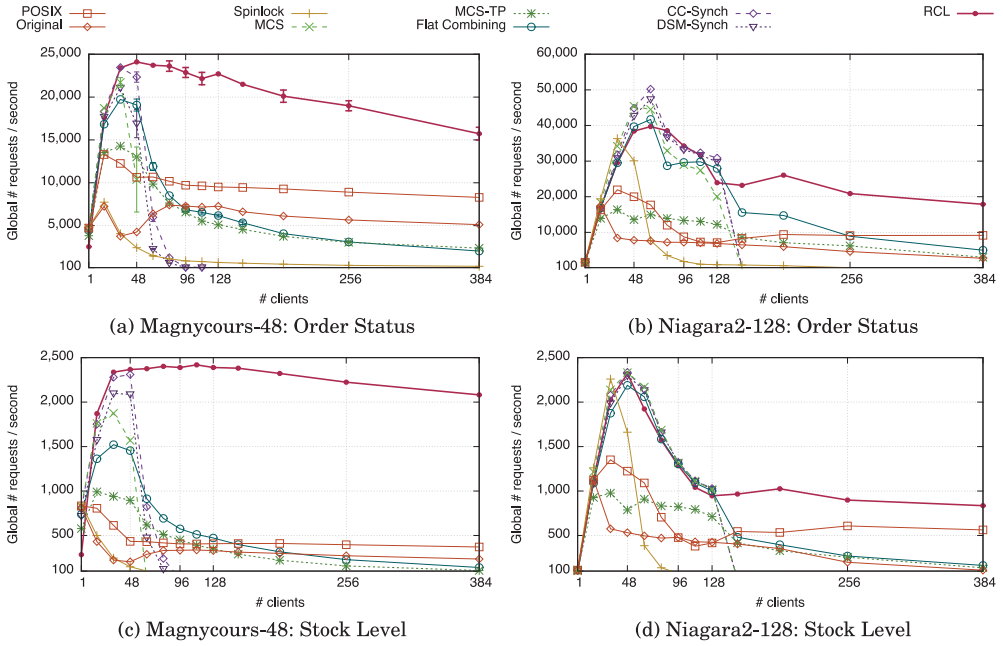 POSIX Spinlock MCS-TP CC-Synch RCL
Original MCS Flat Combining DSM-Synch
25,000
20,000
15,000
10,000
5,000
100
Global # requests / second
1 48 96 128 256 384
# clients
(a) Magnycours-48: Order Status
60,000
50,000
40,000
30,000
20,000
10,000
100
Global # requests / second
1 48 96 128 256 384
# clients
(b) Niagara2-128: Order Status
2,500
2,000
1,500
1,000
500
100
Global # requests / second
1 48 96 128 256 384
# clients
(c) Magnycours-48: Stock Level
2,500
2,000
1,500
1,000
500
100
Global # requests / second
1 48 96 128 256 384
# clients
(d) Niagara2-128: Stock Level